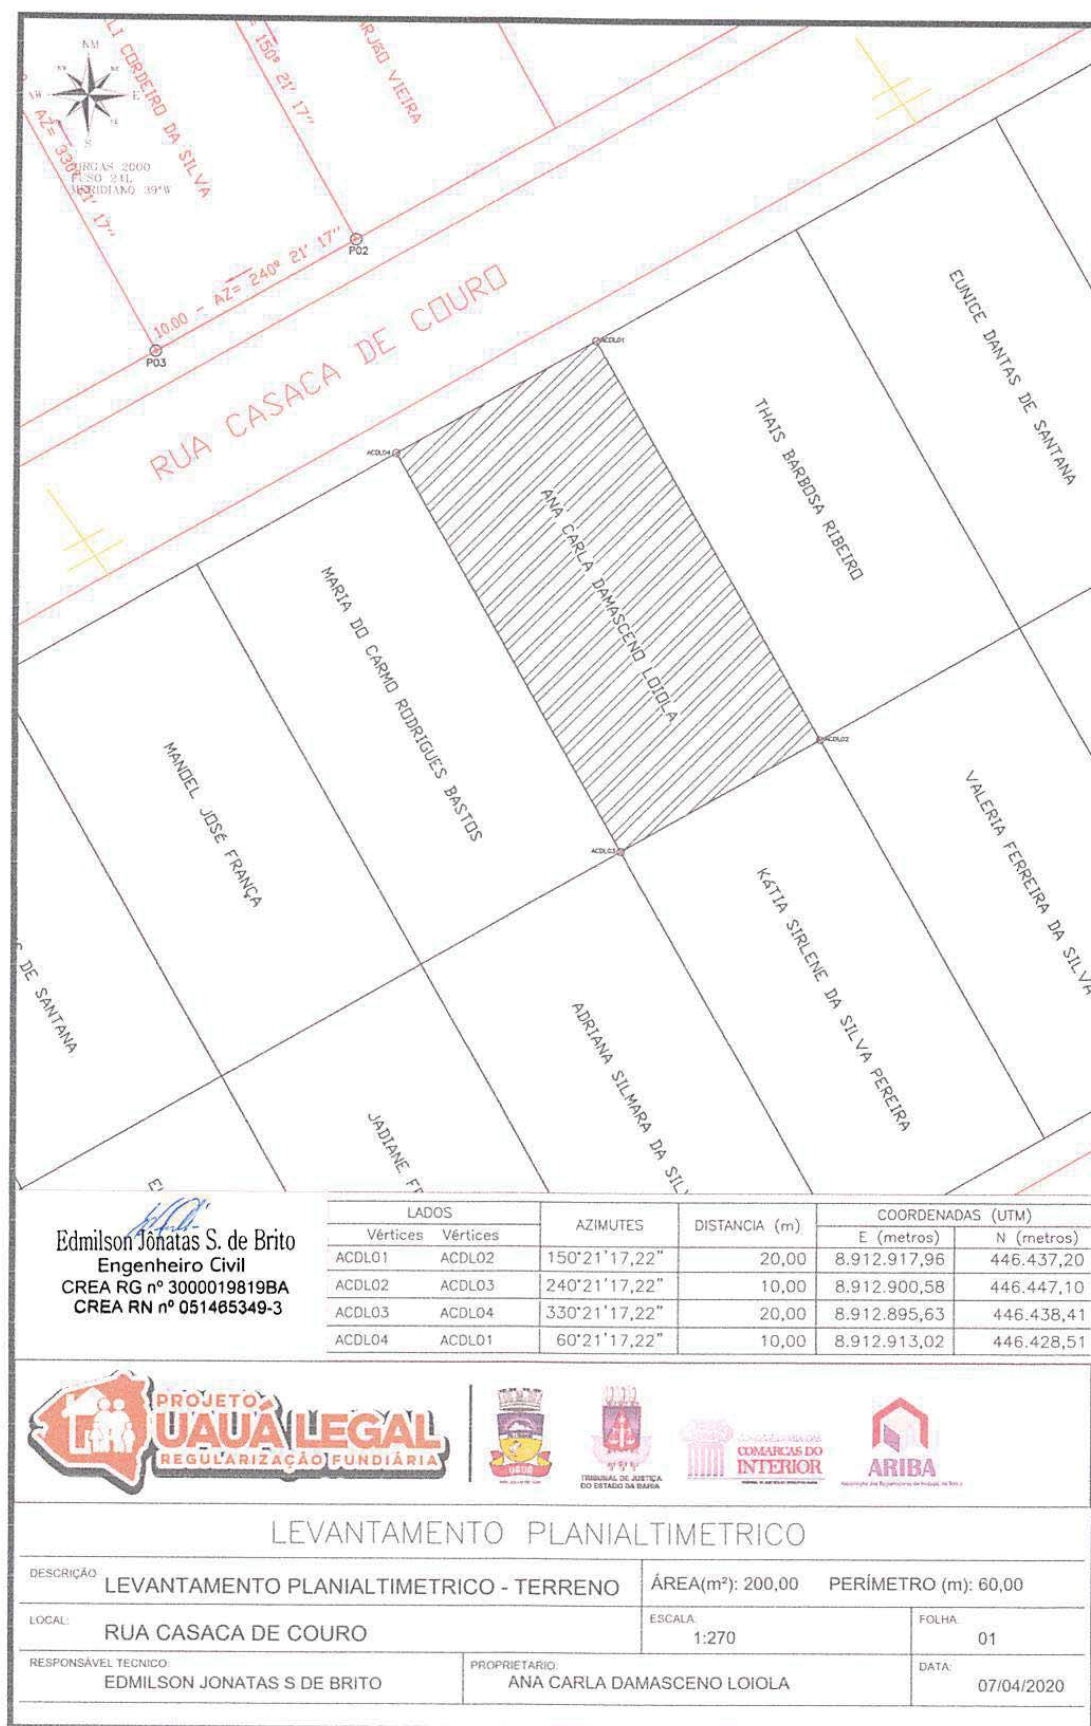 NM
E
S
SIRGAS 2000
FUSO 24L
MERIDIANO 39°W
LI CORDEIRO DA SILVA
AZ= 330° 21' 17"
150° 21' 17"
VIEIRA
P02
10.00 - AZ= 240° 21' 17"
P03
RUA CASACA DE COURO
ACDL01
ACDL04
EUNICE DANTAS DE SANTANA
THAIS BARBOSA RIBEIRO
ANA CARLA DAMASCENO LOIOLA
MARIA DO CARMO RODRIGUES BASTOS
MANOEL JOSÉ FRANÇA
ACDL02
ACDL03
VALERIA FERREIRA DA SILVA
KÁTIA SIRLENE DA SILVA PEREIRA
DE SANTANA
ADRIANA SILMARA DA SIL
JADIANE FE
Edmilson Jônatas S. de Brito
Engenheiro Civil
CREA RG nº 3000019819BA
CREA RN nº 051465349-3
LADOS AZIMUTES DISTANCIA (m) COORDENADAS (UTM)
Vértices Vértices E (metros) N (metros)
ACDL01 ACDL02 150°21'17,22" 20,00 8.912.917,96 446.437,20
ACDL02 ACDL03 240°21'17,22" 10,00 8.912.900,58 446.447,10
ACDL03 ACDL04 330°21'17,22" 20,00 8.912.895,63 446.438,41
ACDL04 ACDL01 60°21'17,22" 10,00 8.912.913,02 446.428,51
PROJETO
UAUÁ LEGAL
REGULARIZAÇÃO FUNDIÁRIA
UAUÁ
TRIBUNAL DE JUSTIÇA
DO ESTADO DA BAHIA
COMARCAS DO
INTERIOR
ARIBA
LEVANTAMENTO PLANIALTIMETRICO
DESCRIÇÃO LEVANTAMENTO PLANIALTIMETRICO - TERRENO ÁREA(m²): 200,00 PERÍMETRO (m): 60,00
LOCAL: RUA CASACA DE COURO ESCALA: 1:270 FOLHA: 01
RESPONSÁVEL TECNICO: EDMILSON JONATAS S DE BRITO PROPRIETARIO: ANA CARLA DAMASCENO LOIOLA DATA: 07/04/2020